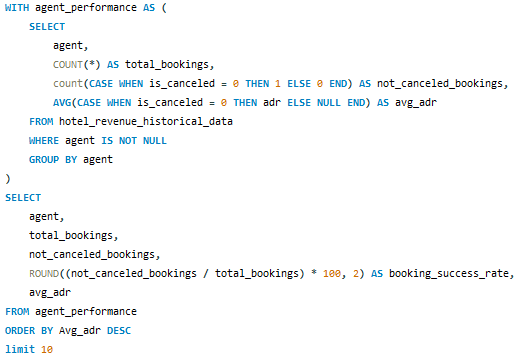 WITH agent_performance AS (
    SELECT
        agent,
        COUNT(*) AS total_bookings,
        count(CASE WHEN is_canceled = 0 THEN 1 ELSE 0 END) AS not_canceled_bookings,
        AVG(CASE WHEN is_canceled = 0 THEN adr ELSE NULL END) AS avg_adr
    FROM hotel_revenue_historical_data
    WHERE agent IS NOT NULL
    GROUP BY agent
)
SELECT
    agent,
    total_bookings,
    not_canceled_bookings,
    ROUND((not_canceled_bookings / total_bookings) * 100, 2) AS booking_success_rate,
    avg_adr
FROM agent_performance
ORDER BY Avg_adr DESC
limit 10